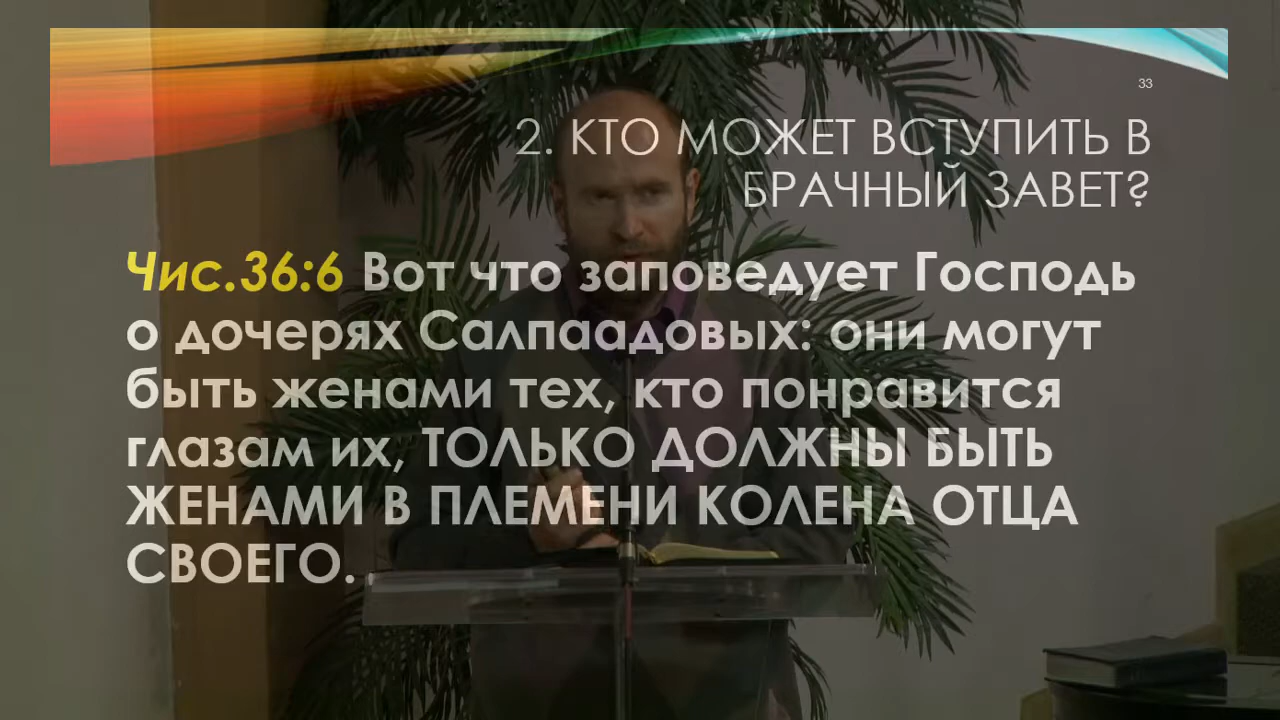 33
2. КТО МОЖЕТ ВСТУПИТЬ В
БРАЧНЫЙ ЗАВЕТ?
Чис.36:6 Вот что заповедует Господь
о дочерях Салпаадовых: они могут
быть женами тех, кто понравится
глазам их, ТОЛЬКО ДОЛЖНЫ БЫТЬ
ЖЕНАМИ В ПЛЕМЕНИ КОЛЕНА ОТЦА
СВОЕГО.